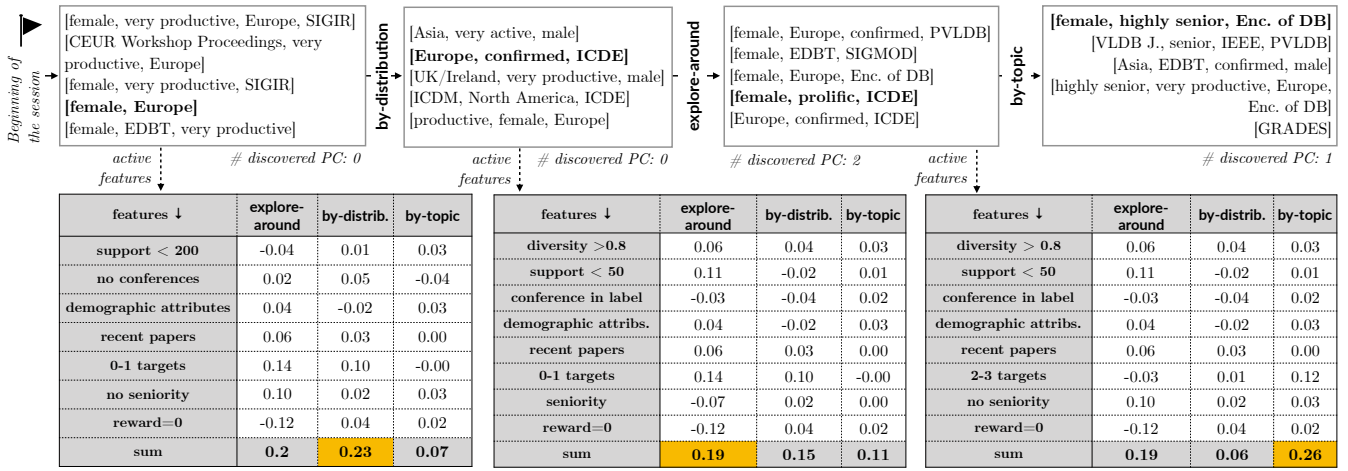 Beginning of
the session
[female, very productive, Europe, SIGIR]
[CEUR Workshop Proceedings, very
productive, Europe]
[female, very productive, SIGIR]
[female, Europe]
[female, EDBT, very productive]
# discovered PC: 0
by-distribution
[Asia, very active, male]
[Europe, confirmed, ICDE]
[UK/Ireland, very productive, male]
[ICDM, North America, ICDE]
[productive, female, Europe]
# discovered PC: 0
explore-around
[female, Europe, confirmed, PVLDB]
[female, EDBT, SIGMOD]
[female, Europe, Enc. of DB]
[female, prolific, ICDE]
[Europe, confirmed, ICDE]
# discovered PC: 2
by-topic
[female, highly senior, Enc. of DB]
[VLDB J., senior, IEEE, PVLDB]
[Asia, EDBT, confirmed, male]
[highly senior, very productive, Europe,
Enc. of DB]
[GRADES]
# discovered PC: 1
active
features
features ↓ explore-around by-distrib. by-topic
support < 200 -0.04 0.01 0.03
no conferences 0.02 0.05 -0.04
demographic attributes 0.04 -0.02 0.03
recent papers 0.06 0.03 0.00
0-1 targets 0.14 0.10 -0.00
no seniority 0.10 0.02 0.03
reward=0 -0.12 0.04 0.02
sum 0.2 0.23 0.07
active
features
features ↓ explore-around by-distrib. by-topic
diversity >0.8 0.06 0.04 0.03
support < 50 0.11 -0.02 0.01
conference in label -0.03 -0.04 0.02
demographic attribs. 0.04 -0.02 0.03
recent papers 0.06 0.03 0.00
0-1 targets 0.14 0.10 -0.00
seniority -0.07 0.02 0.00
reward=0 -0.12 0.04 0.02
sum 0.19 0.15 0.11
active
features
features ↓ explore-around by-distrib. by-topic
diversity > 0.8 0.06 0.04 0.03
support < 50 0.11 -0.02 0.01
conference in label -0.03 -0.04 0.02
demographic attribs. 0.04 -0.02 0.03
recent papers 0.06 0.03 0.00
2-3 targets -0.03 0.01 0.12
no seniority 0.10 0.02 0.03
reward=0 -0.12 0.04 0.02
sum 0.19 0.06 0.26